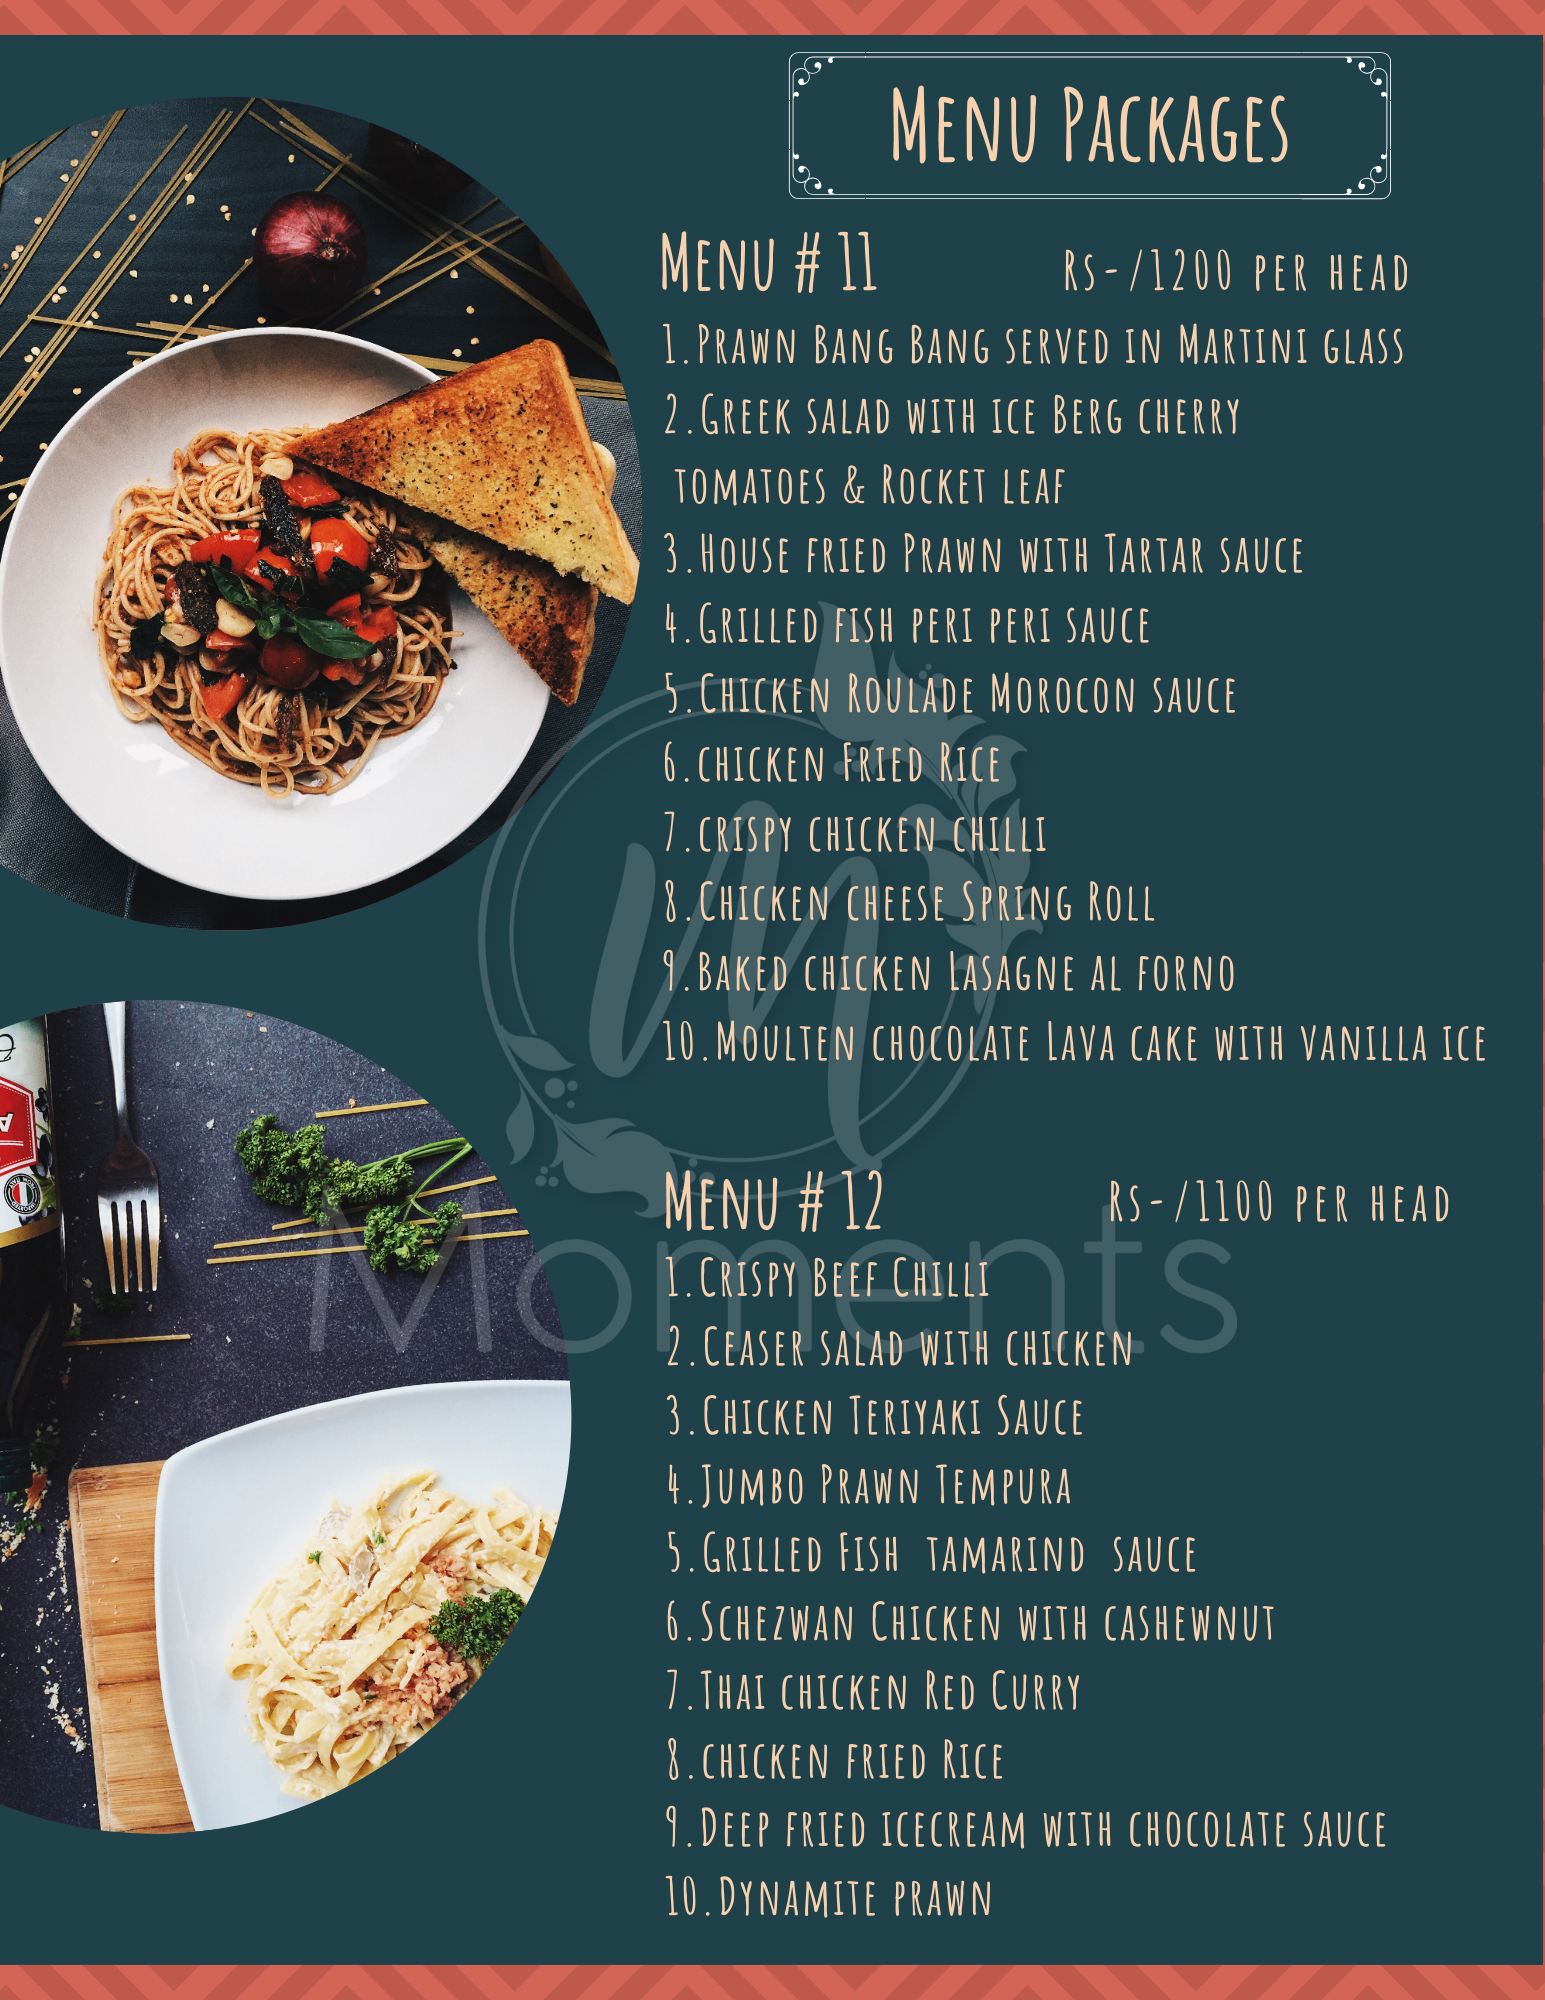 Menu Packages
Menu # 11 Rs-/1200 per head
1.Prawn Bang Bang served in Martini glass
2.Greek salad with ice Berg cherry
tomatoes & Rocket leaf
3.House fried Prawn with Tartar sauce
4.Grilled fish peri peri sauce
5.Chicken Roulade Morocon sauce
6.chicken Fried Rice
7.crispy chicken chilli
8.Chicken cheese Spring Roll
9.Baked chicken Lasagne al forno
10.Moulten chocolate Lava cake with vanilla ice
Menu # 12 Rs-/1100 per head
1.Crispy Beef Chilli
2.Ceaser salad with chicken
3.Chicken Teriyaki Sauce
4.Jumbo Prawn Tempura
5.Grilled Fish tamarind sauce
6.Schezwan Chicken with cashewnut
7.Thai chicken Red Curry
8.chicken fried Rice
9.Deep fried icecream with chocolate sauce
10.Dynamite prawn
m
Moments